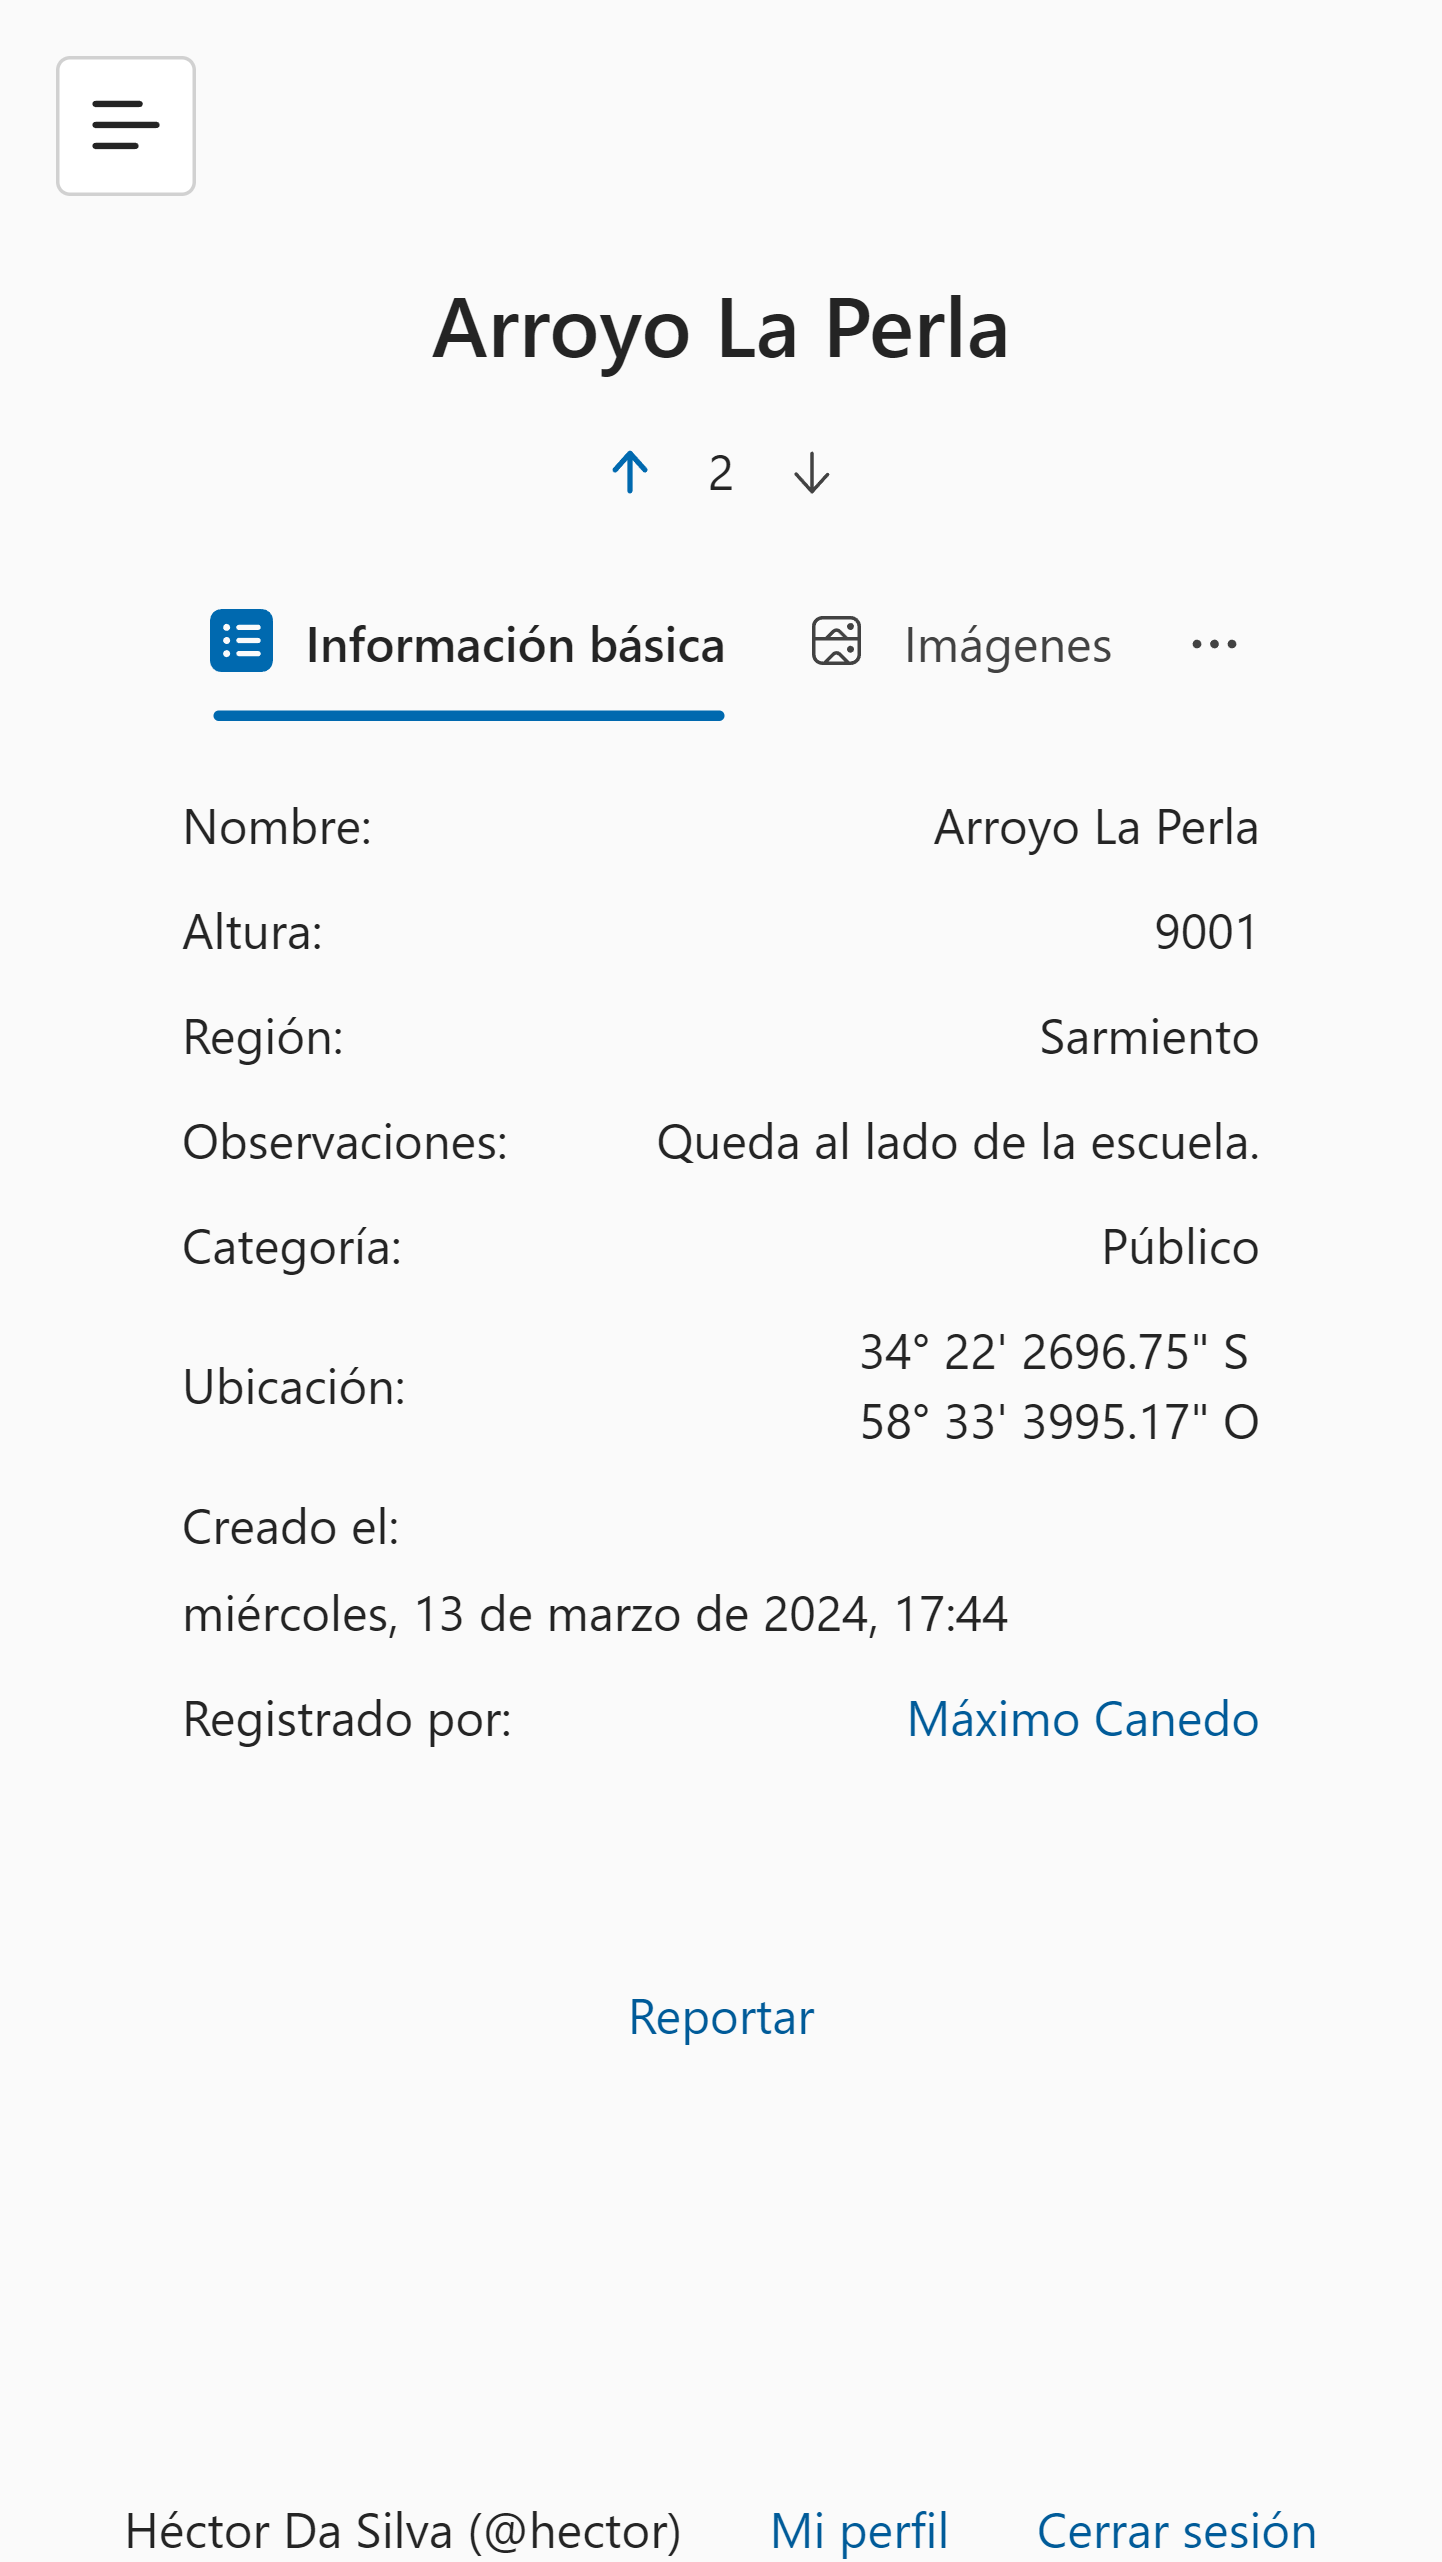 Arroyo La Perla
2
Información básica Imágenes ...
Nombre: Arroyo La Perla
Altura: 9001
Región: Sarmiento
Observaciones: Queda al lado de la escuela.
Categoría: Público
Ubicación: 34° 22' 2696.75" S
58° 33' 3995.17" O
Creado el:
miércoles, 13 de marzo de 2024, 17:44
Registrado por: Máximo Canedo
Reportar
Héctor Da Silva (@hector) Mi perfil Cerrar sesión